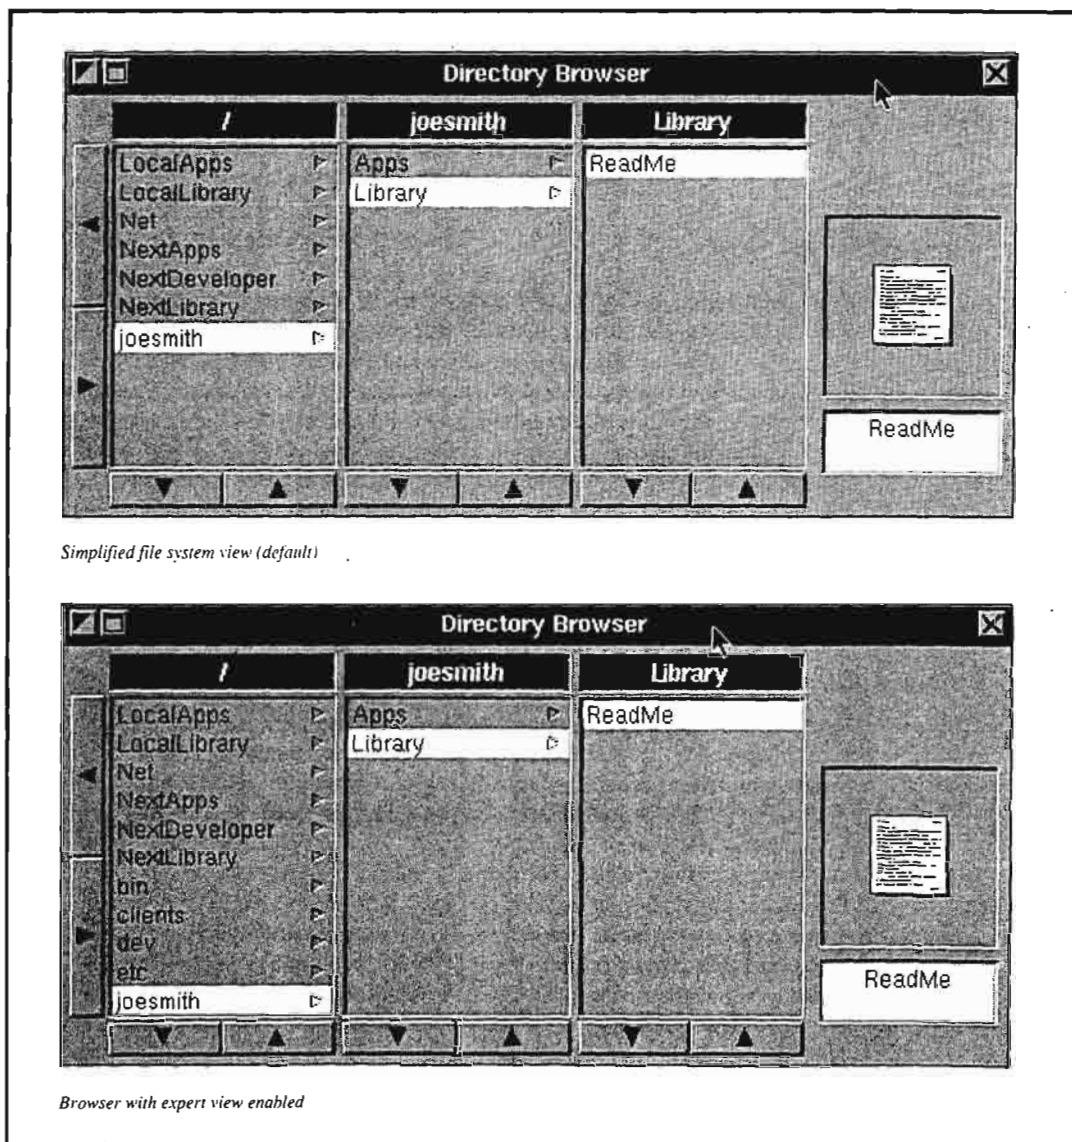 Directory Browser
/ joesmith Library
LocalApps Apps ReadMe
LocalLibrary Library
Net
NextApps
NextDeveloper
NextLibrary
joesmith
ReadMe
Simplified file system view (default)
Directory Browser
/ joesmith Library
LocalApps Apps ReadMe
LocalLibrary Library
Net
NextApps
NextDeveloper
NextLibrary
bin
clients
dev
etc
joesmith
ReadMe
Browser with expert view enabled